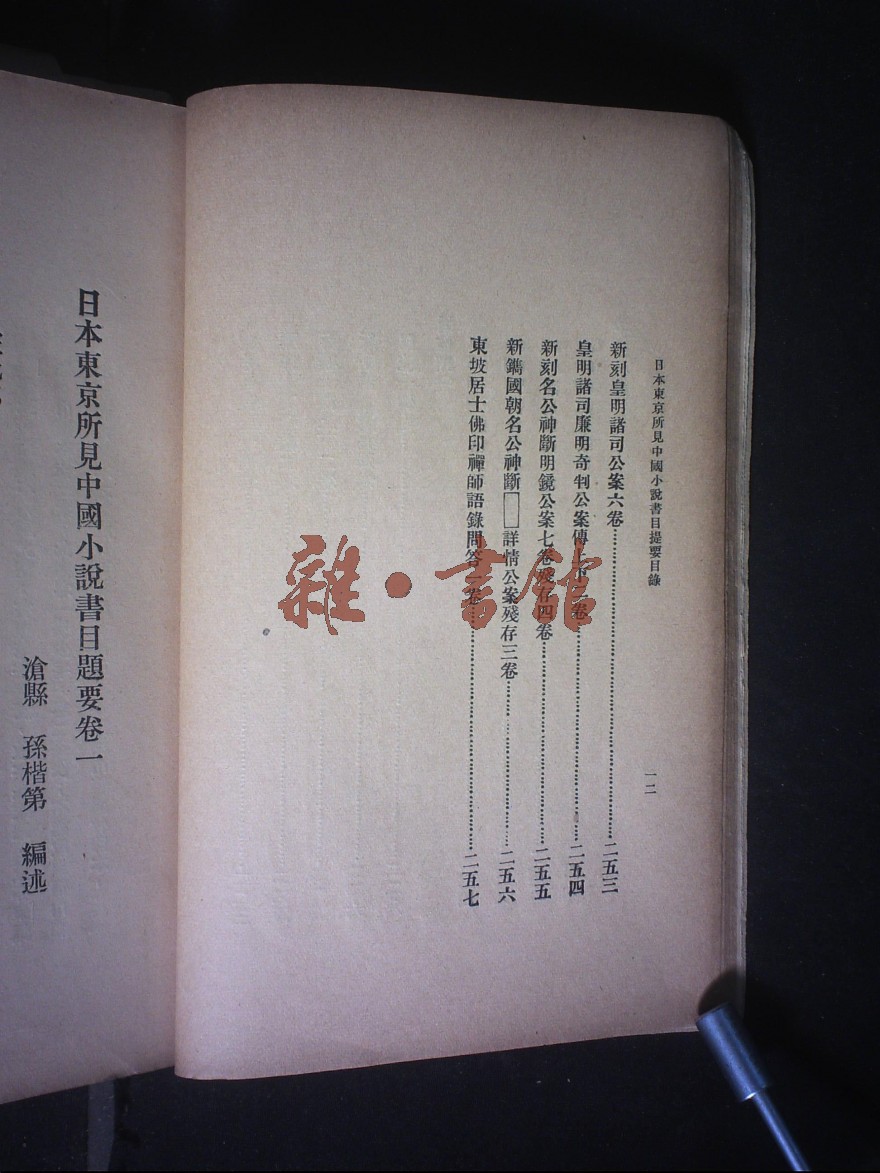 日本東京所見中國小說書目提要目錄
一二
新刻皇明諸司公案六卷……二五三
皇明諸司廉明奇判公案傳上下二卷……二五四
新刻名公神斷明鏡公案七卷殘存四卷……二五五
新鐫國朝名公神斷□詳情公案殘存三卷……二五六
東坡居士佛印禪師語錄問答一卷……二五七
雜·書館
日本東京所見中國小說書目題要卷一
滄縣 孫楷第 編述